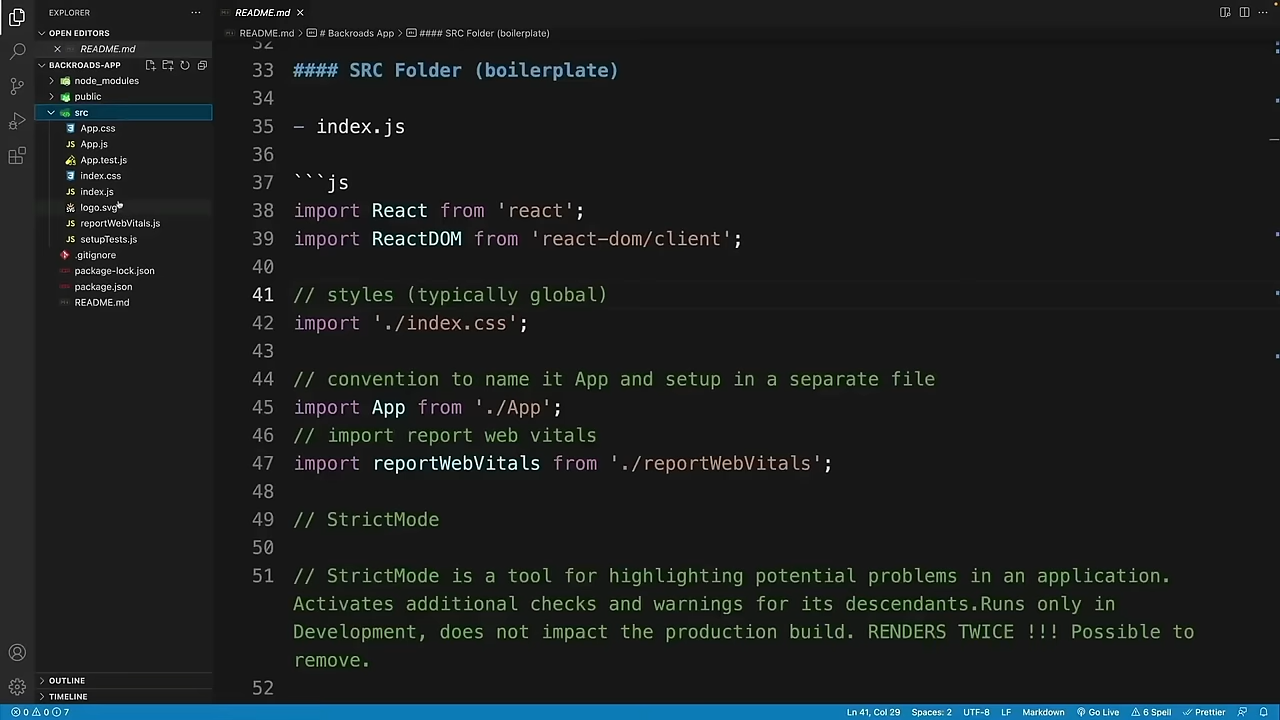 EXPLORER
OPEN EDITORS
README.md
BACKROADS-APP
node_modules
public
src
App.css
App.js
App.test.js
index.css
index.js
logo.svg
reportWebVitals.js
setupTests.js
.gitignore
package-lock.json
package.json
README.md
OUTLINE
TIMELINE
README.md
README.md > # Backroads App > #### SRC Folder (boilerplate)
32
33 #### SRC Folder (boilerplate)
34
35 – index.js
36
37 ```js
38 import React from 'react';
39 import ReactDOM from 'react-dom/client';
40
41 // styles (typically global)
42 import './index.css';
43
44 // convention to name it App and setup in a separate file
45 import App from './App';
46 // import report web vitals
47 import reportWebVitals from './reportWebVitals';
48
49 // StrictMode
50
51 // StrictMode is a tool for highlighting potential problems in an application.
Activates additional checks and warnings for its descendants.Runs only in
Development, does not impact the production build. RENDERS TWICE !!! Possible to
remove.
52
0 0 7 Ln 41, Col 29 Spaces: 2 UTF-8 LF Markdown Go Live 6 Spell Prettier